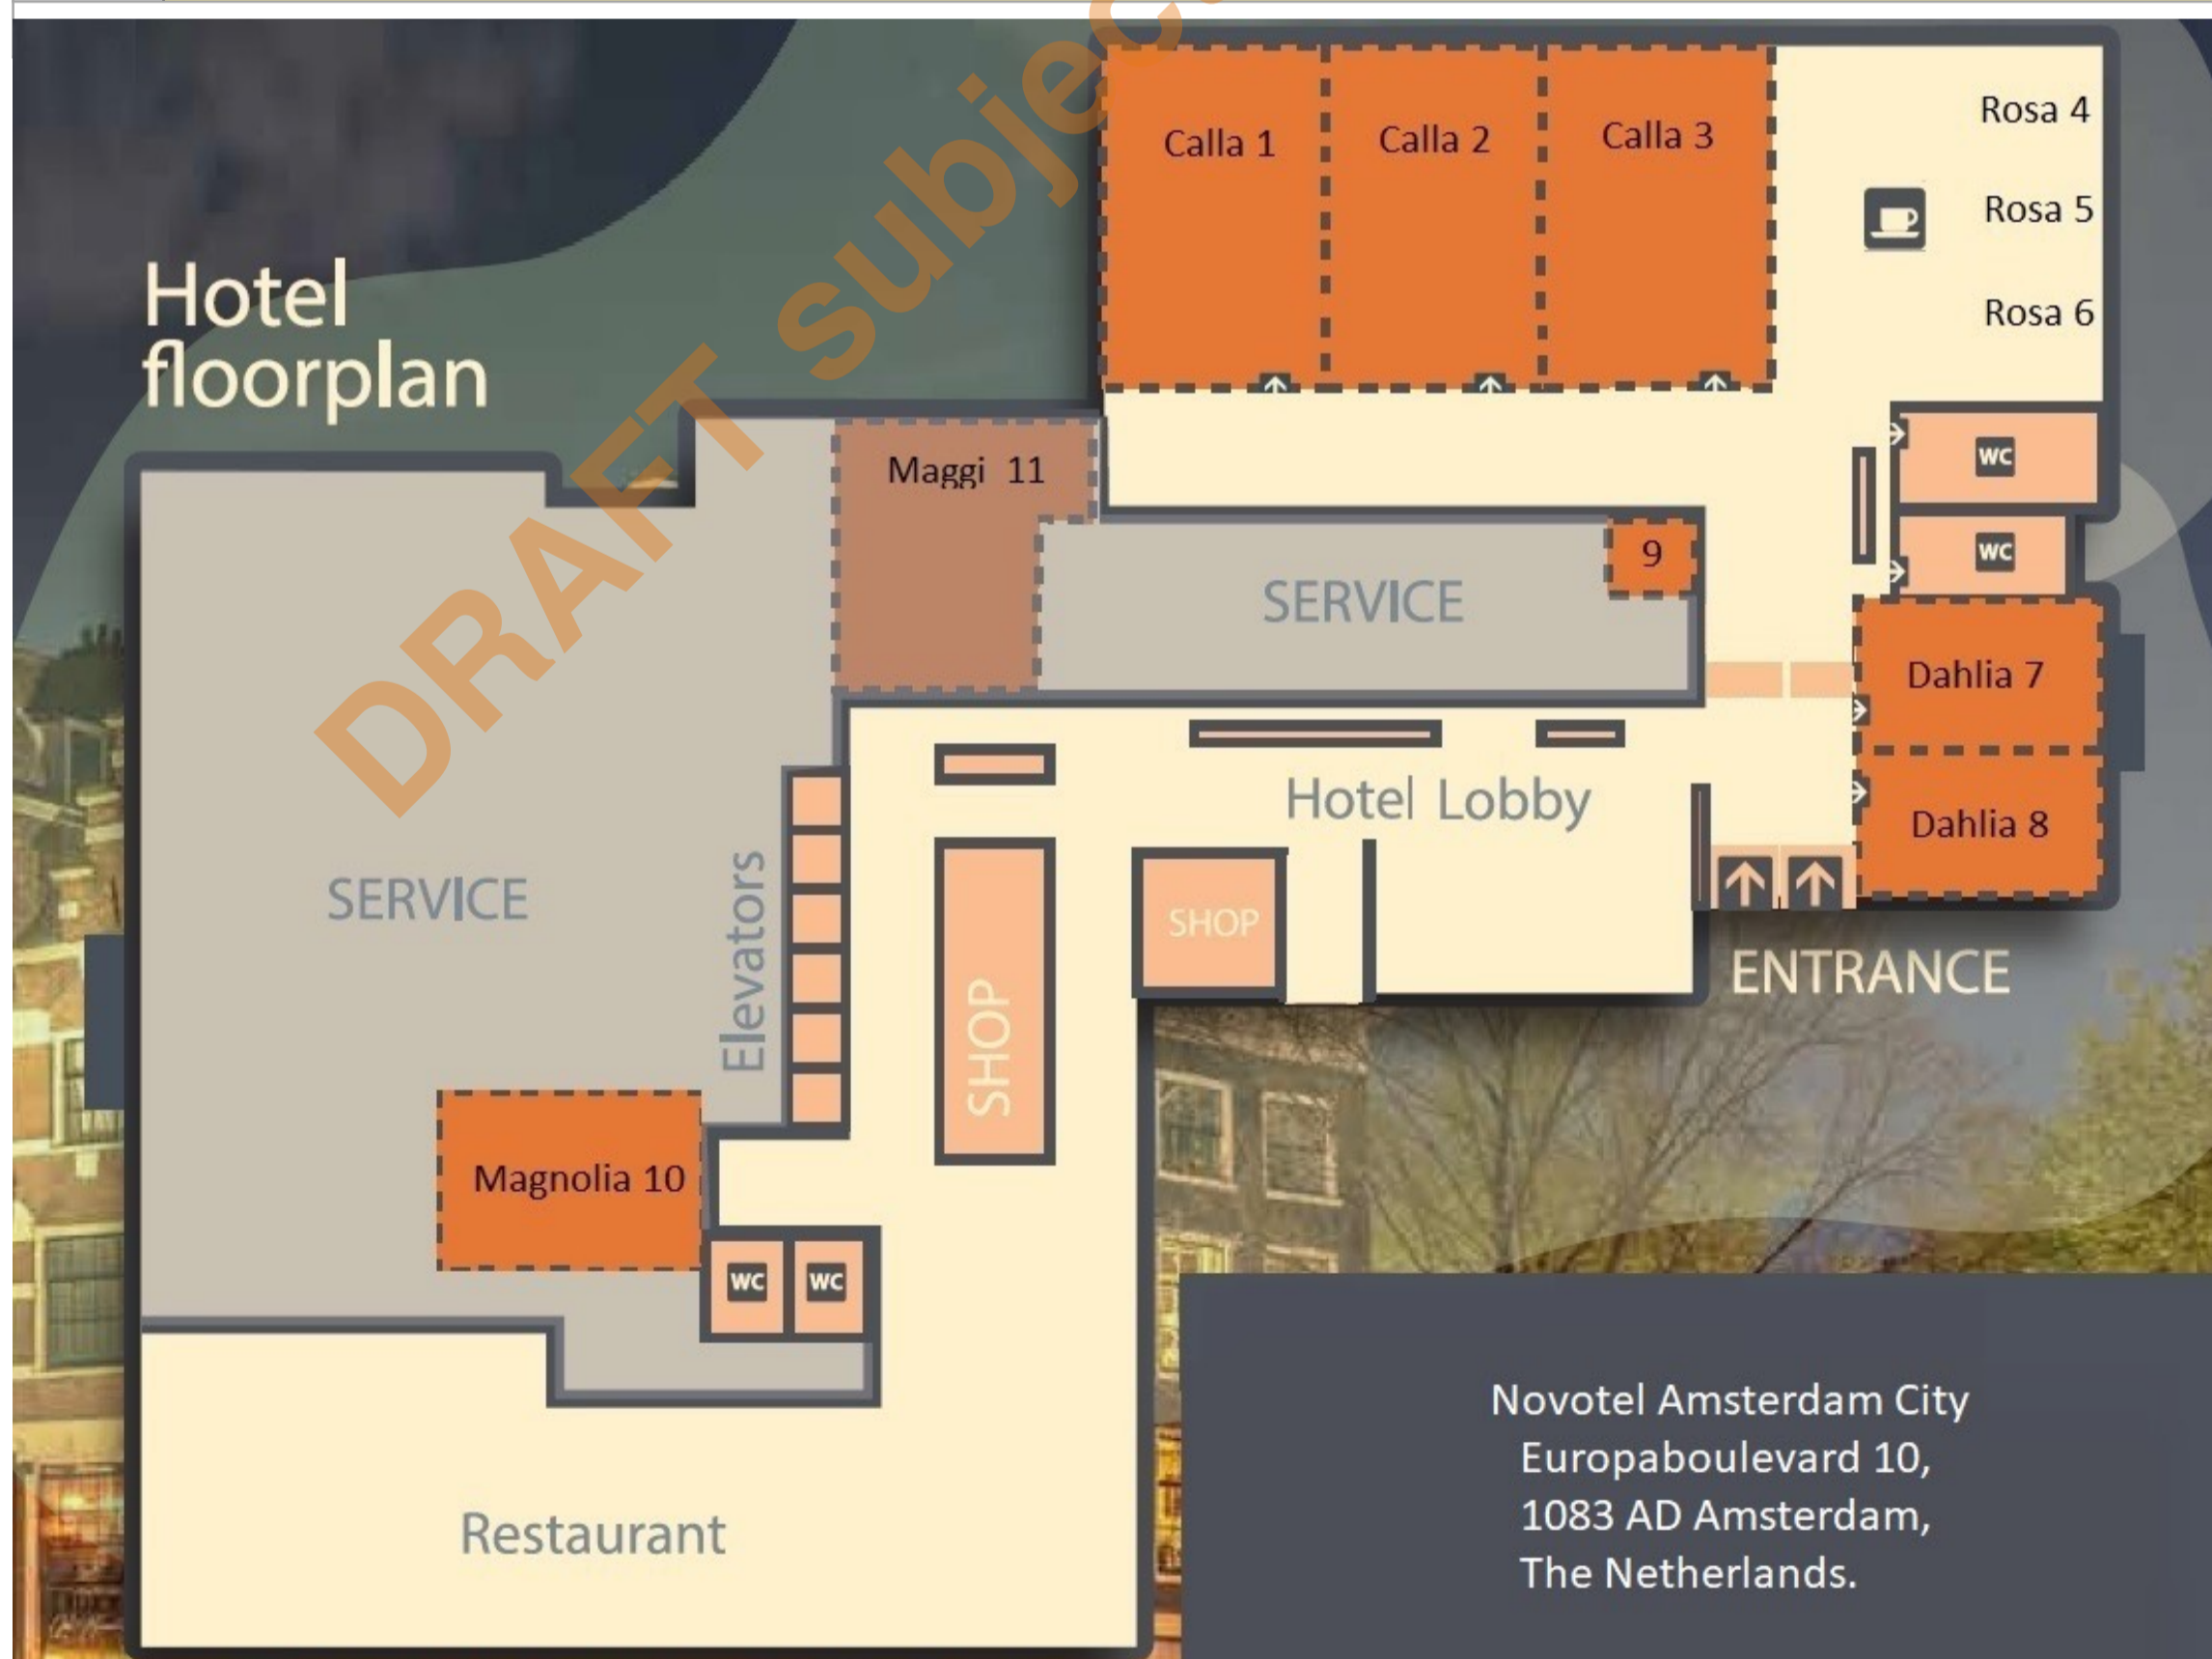 DRAFT subjec
Hotel
floorplan
Calla 1
Calla 2
Calla 3
Rosa 4
Rosa 5
Rosa 6
Maggi 11
9
WC
WC
SERVICE
Dahlia 7
Hotel Lobby
Dahlia 8
SERVICE
Elevators
SHOP
SHOP
ENTRANCE
Magnolia 10
WC
WC
Restaurant
Novotel Amsterdam City
Europaboulevard 10,
1083 AD Amsterdam,
The Netherlands.